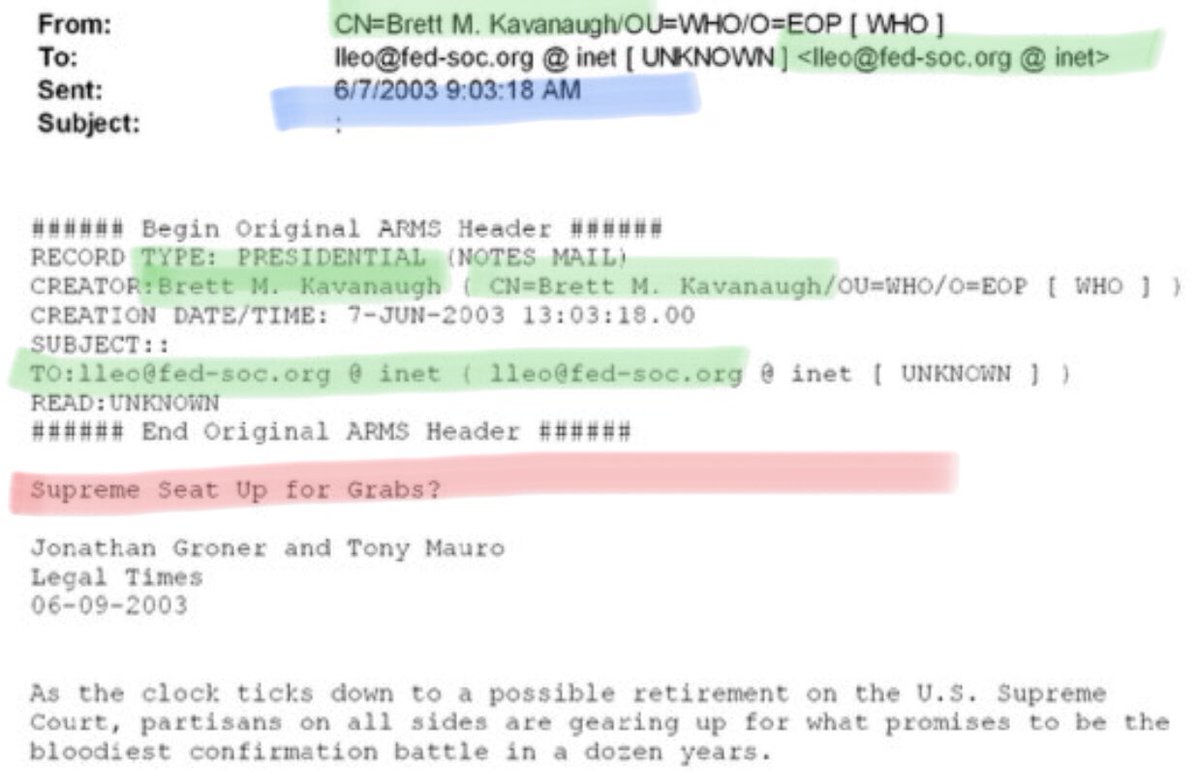 From: CN=Brett M. Kavanaugh/OU=WHO/O=EOP [ WHO ]
To: lleo@fed-soc.org @ inet [ UNKNOWN ] <lleo@fed-soc.org @ inet>
Sent: 6/7/2003 9:03:18 AM
Subject: :
###### Begin Original ARMS Header ######
RECORD TYPE: PRESIDENTIAL (NOTES MAIL)
CREATOR:Brett M. Kavanaugh ( CN=Brett M. Kavanaugh/OU=WHO/O=EOP [ WHO ] )
CREATION DATE/TIME: 7-JUN-2003 13:03:18.00
SUBJECT::
TO:lleo@fed-soc.org @ inet ( lleo@fed-soc.org @ inet [ UNKNOWN ] )
READ:UNKNOWN
###### End Original ARMS Header ######
Supreme Seat Up for Grabs?
Jonathan Groner and Tony Mauro
Legal Times
06-09-2003
As the clock ticks down to a possible retirement on the U.S. Supreme
Court, partisans on all sides are gearing up for what promises to be the
bloodiest confirmation battle in a dozen years.